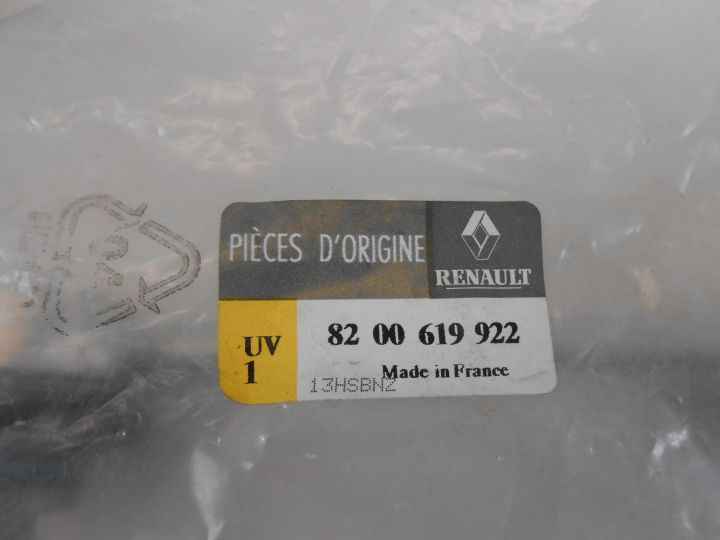 PIÈCES D'ORIGINE
RENAULT
UV
1
82 00 619 922
Made in France
13HSBNZ